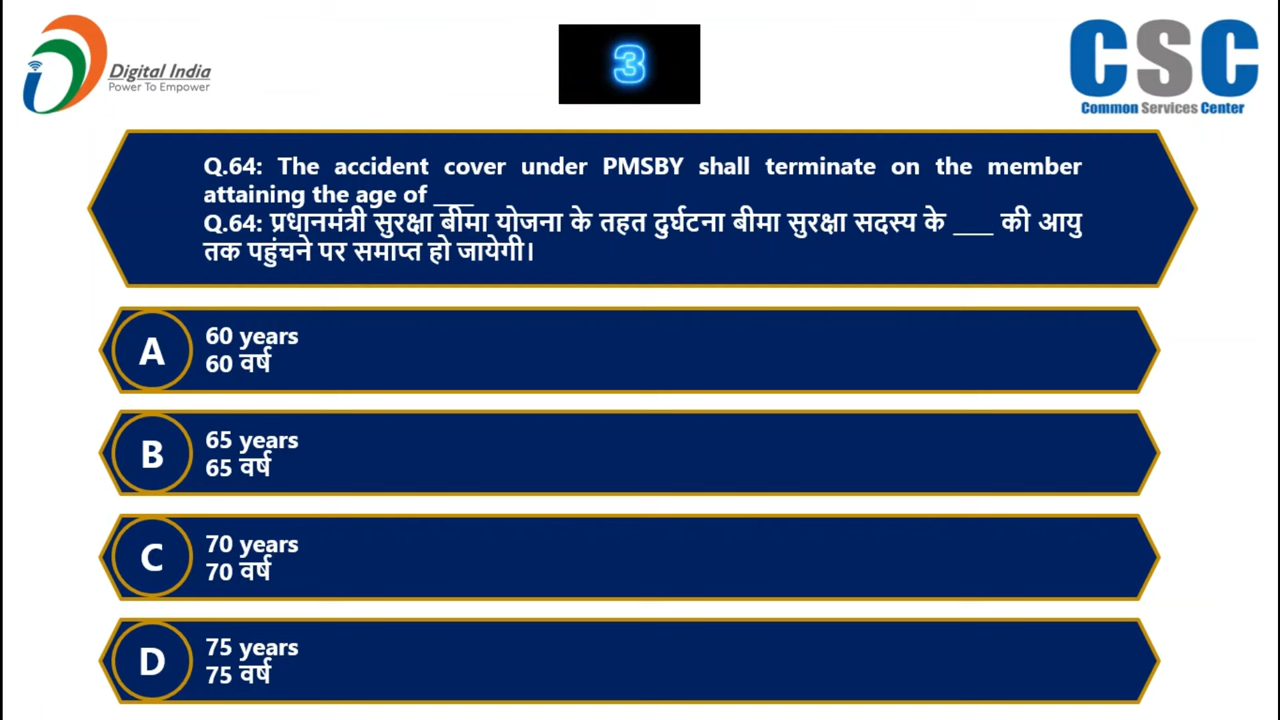 Digital India
Power To Empower
3
CSC
Common Services Center
Q.64: The accident cover under PMSBY shall terminate on the member
attaining the age of ___
Q.64: प्रधानमंत्री सुरक्षा बीमा योजना के तहत दुर्घटना बीमा सुरक्षा सदस्य के ___ की आयु
तक पहुंचने पर समाप्त हो जायेगी।
A
60 years
60 वर्ष
B
65 years
65 वर्ष
C
70 years
70 वर्ष
D
75 years
75 वर्ष